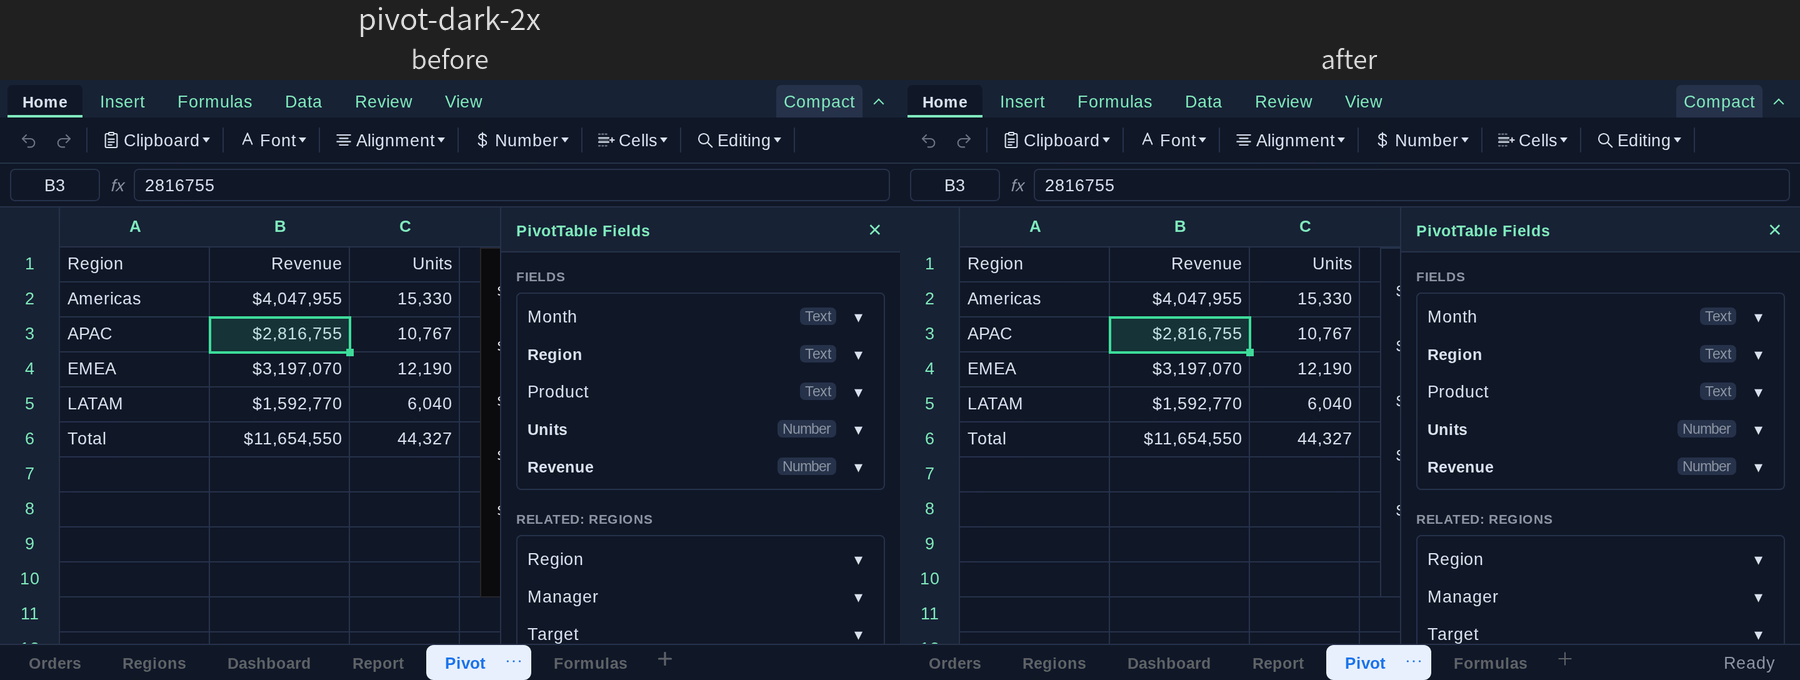 pivot-dark-2x
before
after
Home Insert Formulas Data Review View Compact
Clipboard Font Alignment $ Number Cells Editing
B3 fx 2816755
A B C
PivotTable Fields ✕
1 Region Revenue Units
FIELDS
2 Americas $4,047,955 15,330
Month Text ▼
3 APAC $2,816,755 10,767
Region Text ▼
4 EMEA $3,197,070 12,190
Product Text ▼
5 LATAM $1,592,770 6,040
Units Number ▼
6 Total $11,654,550 44,327
Revenue Number ▼
7
8
RELATED: REGIONS
9
Region ▼
10
Manager ▼
11
Target ▼
Orders Regions Dashboard Report Pivot ... Formulas +
Home Insert Formulas Data Review View Compact
Clipboard Font Alignment $ Number Cells Editing
B3 fx 2816755
A B C
PivotTable Fields ✕
1 Region Revenue Units
FIELDS
2 Americas $4,047,955 15,330
Month Text ▼
3 APAC $2,816,755 10,767
Region Text ▼
4 EMEA $3,197,070 12,190
Product Text ▼
5 LATAM $1,592,770 6,040
Units Number ▼
6 Total $11,654,550 44,327
Revenue Number ▼
7
8
RELATED: REGIONS
9
Region ▼
10
Manager ▼
11
Target ▼
Orders Regions Dashboard Report Pivot ... Formulas + Ready